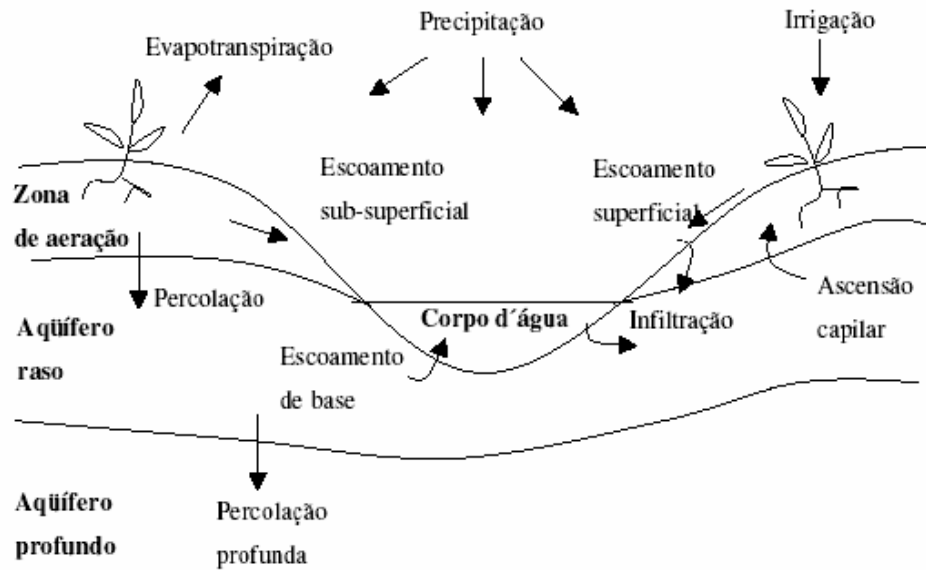 Precipitação
Irrigação
Evapotranspiração
Escoamento
sub-superficial
Escoamento
superficial
Zona
de aeração
Percolação
Corpo d´água
Infiltração
Ascensão
capilar
Aqüífero
raso
Escoamento
de base
Aqüífero
profundo
Percolação
profunda